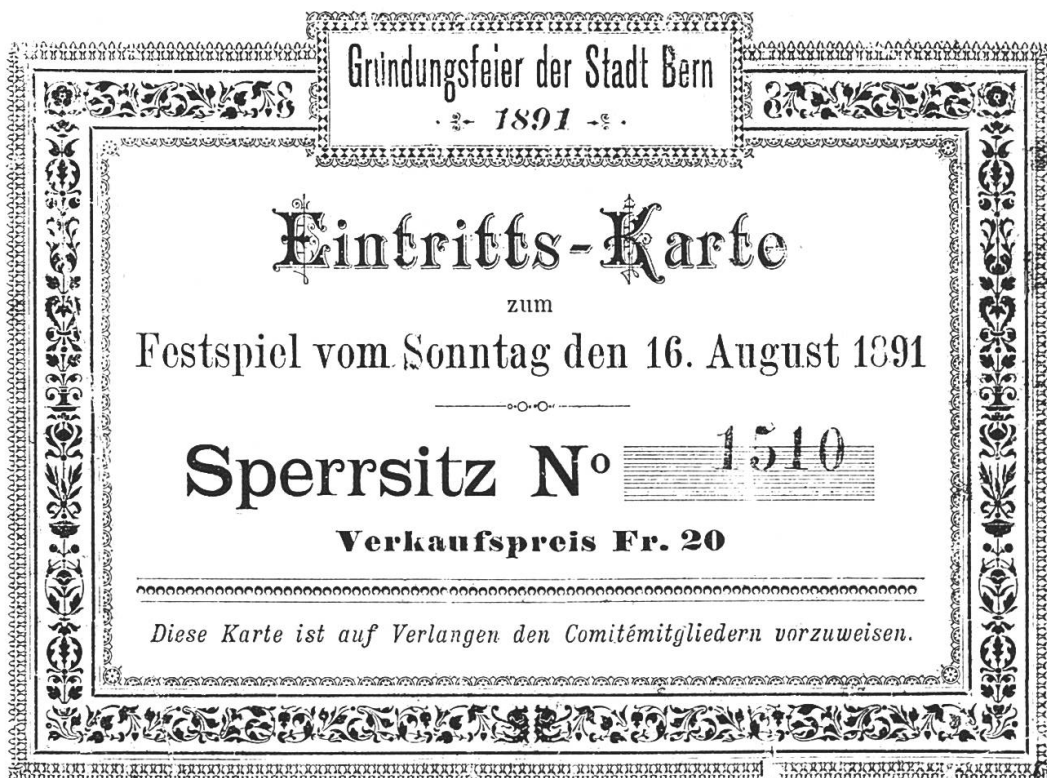 Gründungsfeier der Stadt Bern
1891
Eintritts-Karte
zum
Festspiel vom Sonntag den 16. August 1891
Sperrsitz No 1510
Verkaufspreis Fr. 20
Diese Karte ist auf Verlangen den Comitémitgliedern vorzuweisen.